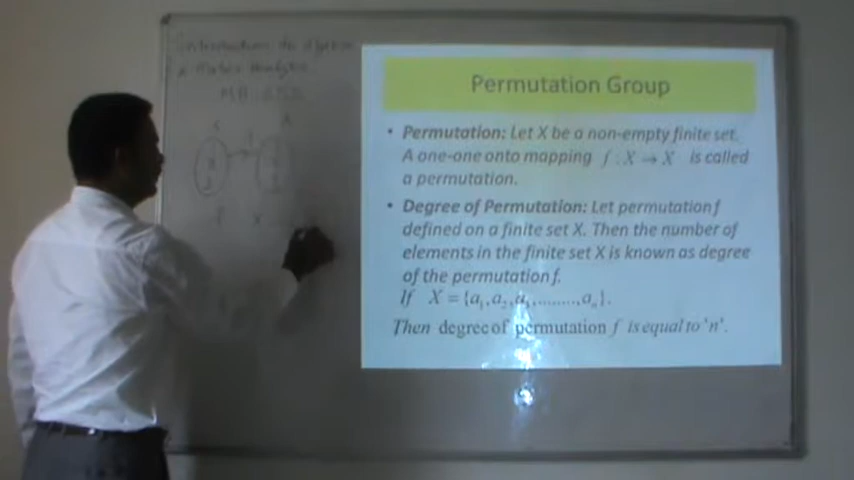 Introduction to
Permutation Group
• Permutation: Let X be a non-empty finite set.
A one-one onto mapping f : X → X is called
a permutation.
• Degree of Permutation: Let permutation f
defined on a finite set X. Then the number of
elements in the finite set X is known as degree
of the permutation f.
If X = {a₁,a₂,a₃,........,aₙ}.
Then degree of permutation f is equal to 'n'.